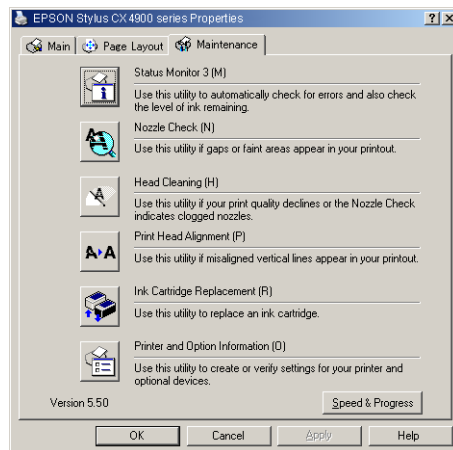 EPSON Stylus CX4900 series Properties
Main
Page Layout
Maintenance
Status Monitor 3 (M)
Use this utility to automatically check for errors and also check
the level of ink remaining.
Nozzle Check (N)
Use this utility if gaps or faint areas appear in your printout.
Head Cleaning (H)
Use this utility if your print quality declines or the Nozzle Check
indicates clogged nozzles.
Print Head Alignment (P)
Use this utility if misaligned vertical lines appear in your printout.
Ink Cartridge Replacement (R)
Use this utility to replace an ink cartridge.
Printer and Option Information (O)
Use this utility to create or verify settings for your printer and
optional devices.
Version 5.50
Speed & Progress
OK
Cancel
Apply
Help